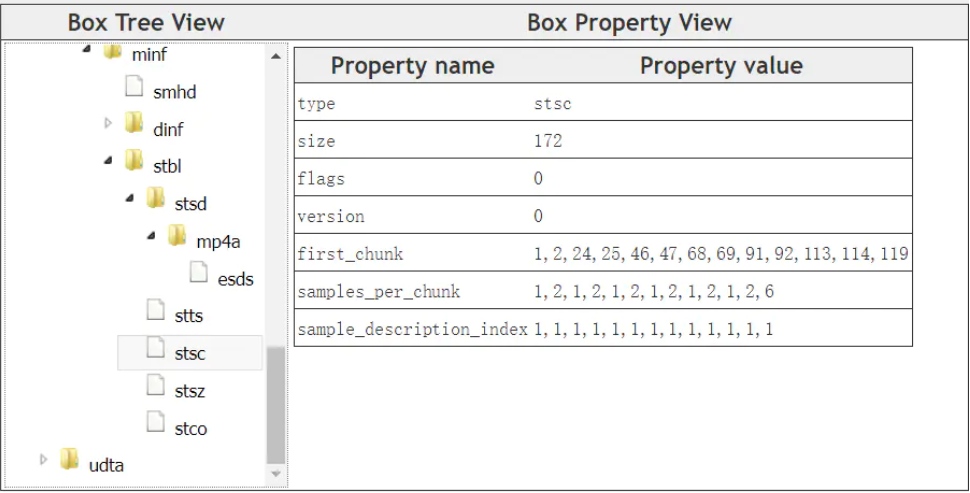 Box Tree View
Box Property View
minf
smhd
dinf
stbl
stsd
mp4a
esds
stts
stsc
stsz
stco
udta
Property name Property value
type stsc
size 172
flags 0
version 0
first_chunk 1,2,24,25,46,47,68,69,91,92,113,114,119
samples_per_chunk 1,2,1,2,1,2,1,2,1,2,1,2,6
sample_description_index 1,1,1,1,1,1,1,1,1,1,1,1,1